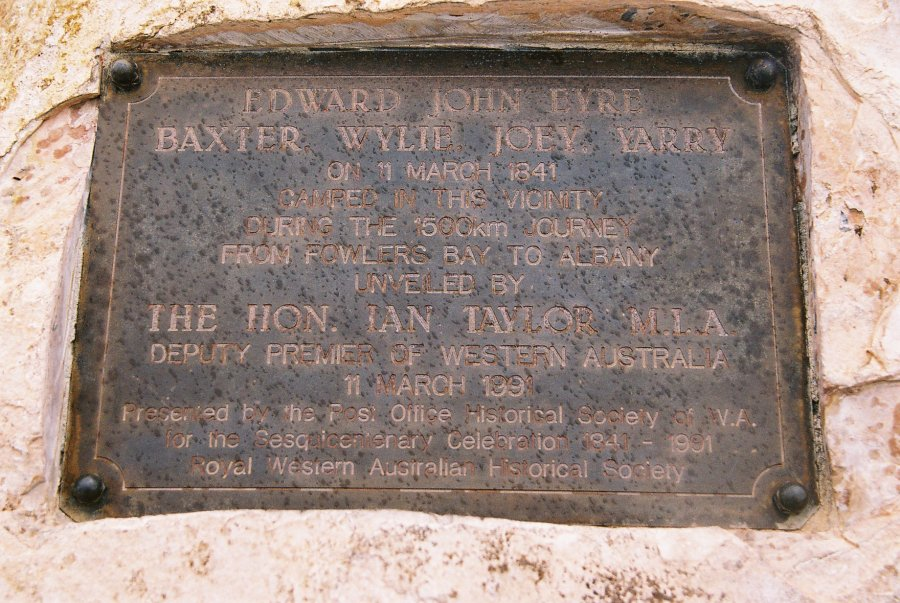 EDWARD JOHN EYRE
BAXTER, WYLIE, JOEY, YARRY
ON 11 MARCH 1841
CAMPED IN THIS VICINITY
DURING THE 1500km JOURNEY
FROM FOWLERS BAY TO ALBANY
UNVEILED BY
THE HON. IAN TAYLOR M.L.A.
DEPUTY PREMIER OF WESTERN AUSTRALIA
11 MARCH 1991
Presented by the Post Office Historical Society of W.A.
for the Sesquicentenary Celebration 1841 - 1991
Royal Western Australian Historical Society